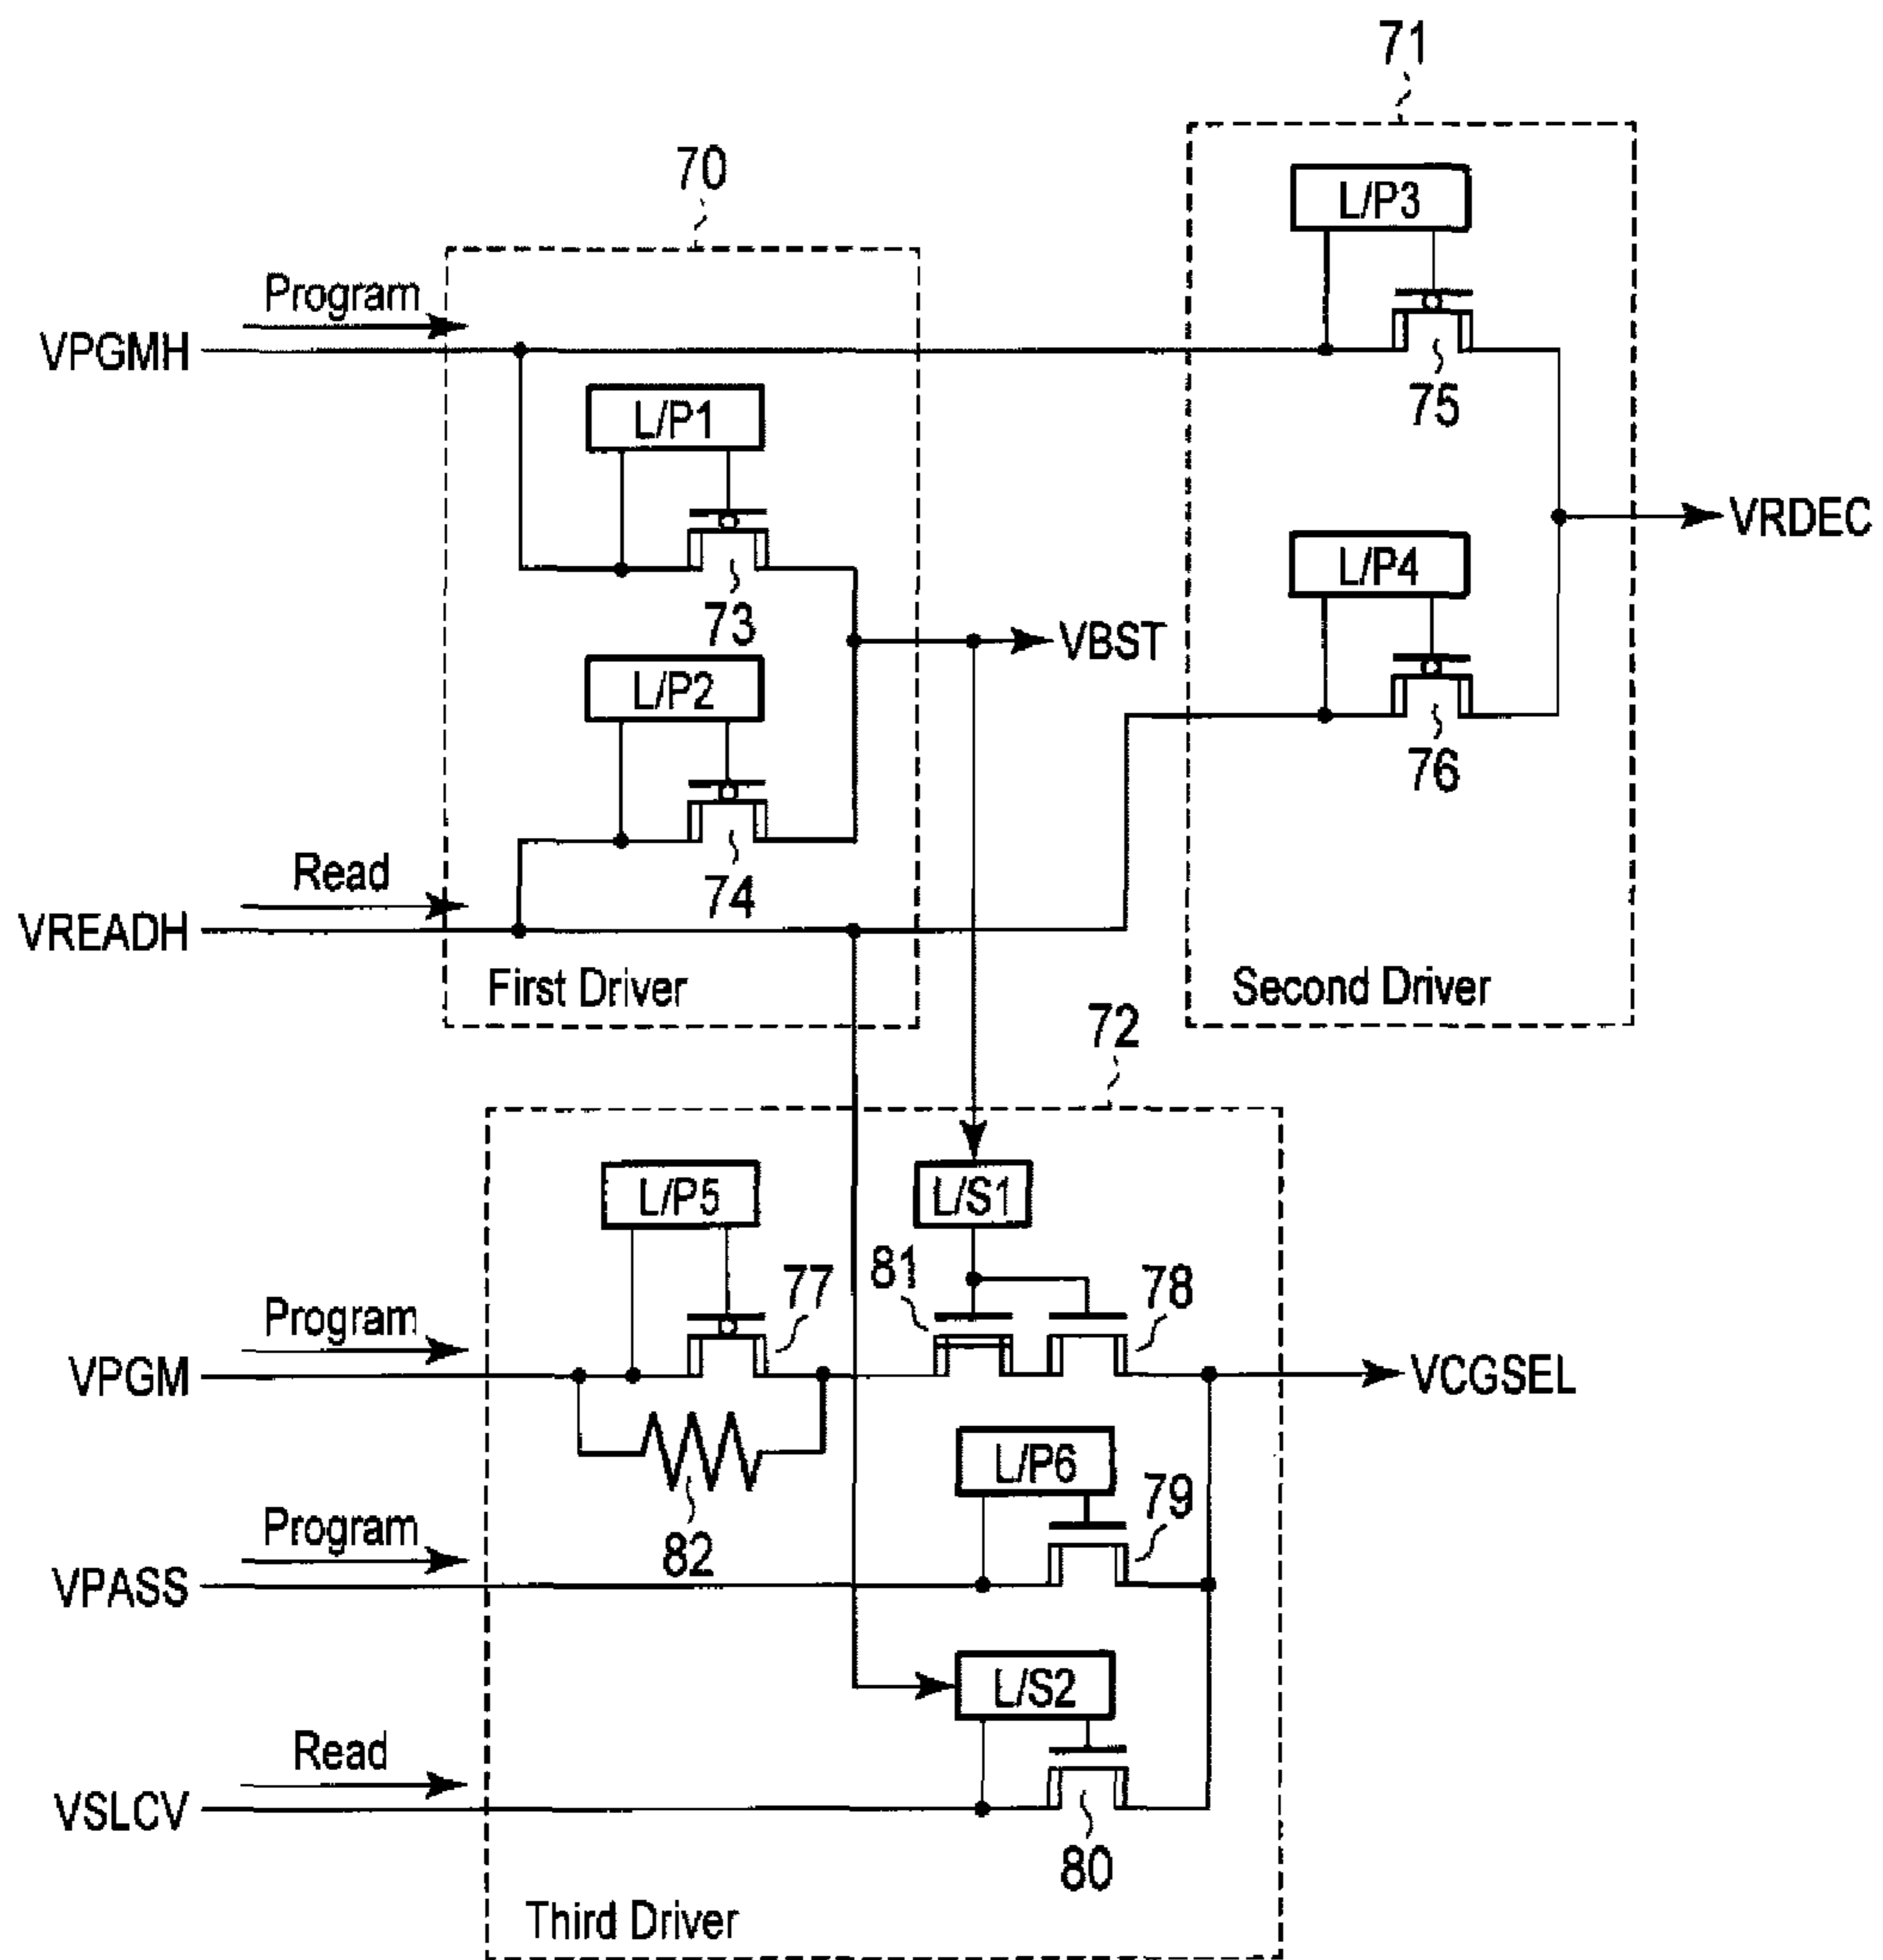 71
70
L/P3
Program
VPGMH
75
L/P1
VRDEC
73
L/P4
VBST
L/P2
76
Read
74
VREADH
First Driver
Second Driver
72
L/P5
L/S1
81
78
77
Program
VPGM
VCGSEL
L/P6
79
Program
82
VPASS
L/S2
Read
VSLCV
80
Third Driver